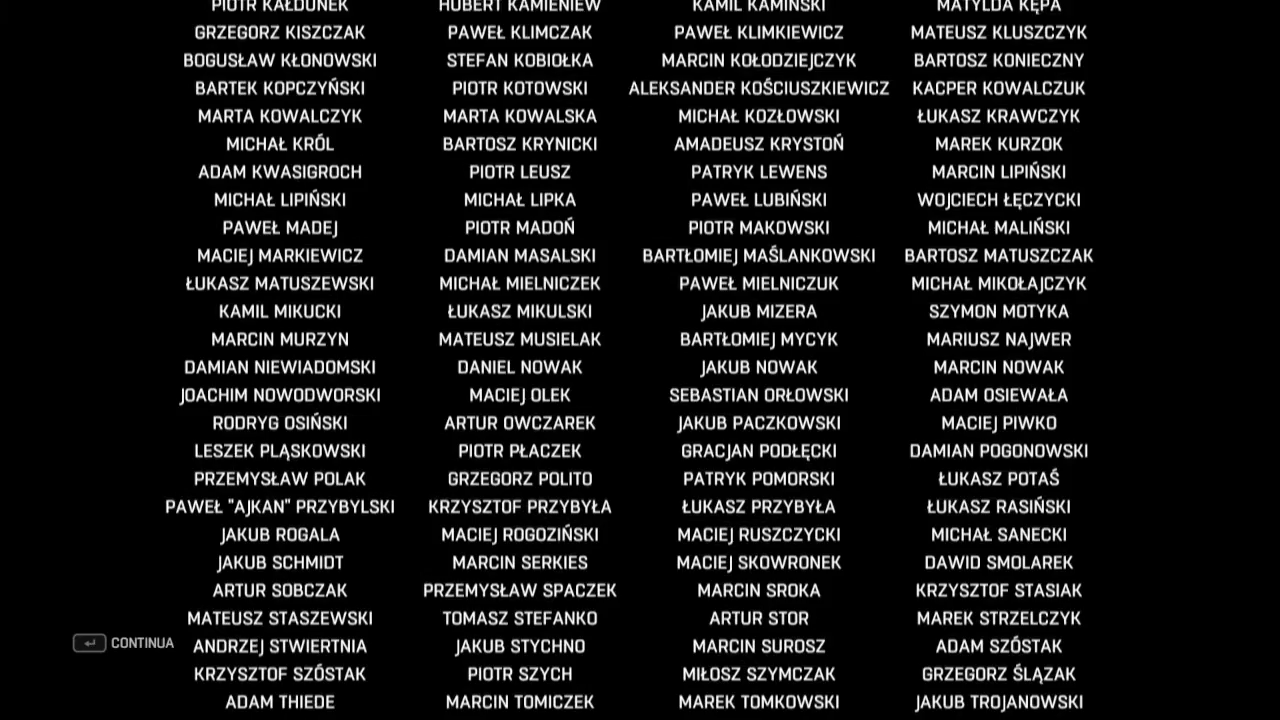 PIOTR KAŁDUNEK HUBERT KAMIENIEW KAMIL KAMIŃSKI MATYLDA KĘPA
GRZEGORZ KISZCZAK PAWEŁ KLIMCZAK PAWEŁ KLIMKIEWICZ MATEUSZ KLUSZCZYK
BOGUSŁAW KŁONOWSKI STEFAN KOBIOŁKA MARCIN KOŁODZIEJCZYK BARTOSZ KONIECZNY
BARTEK KOPCZYŃSKI PIOTR KOTOWSKI ALEKSANDER KOŚCIUSZKIEWICZ KACPER KOWALCZUK
MARTA KOWALCZYK MARTA KOWALSKA MICHAŁ KOZŁOWSKI ŁUKASZ KRAWCZYK
MICHAŁ KRÓL BARTOSZ KRYNICKI AMADEUSZ KRYSTOŃ MAREK KURZOK
ADAM KWASIGROCH PIOTR LEUSZ PATRYK LEWENS MARCIN LIPIŃSKI
MICHAŁ LIPIŃSKI MICHAŁ LIPKA PAWEŁ LUBIŃSKI WOJCIECH ŁĘCZYCKI
PAWEŁ MADEJ PIOTR MADOŃ PIOTR MAKOWSKI MICHAŁ MALIŃSKI
MACIEJ MARKIEWICZ DAMIAN MASALSKI BARTŁOMIEJ MAŚLANKOWSKI BARTOSZ MATUSZCZAK
ŁUKASZ MATUSZEWSKI MICHAŁ MIELNICZEK PAWEŁ MIELNICZUK MICHAŁ MIKOŁAJCZYK
KAMIL MIKUCKI ŁUKASZ MIKULSKI JAKUB MIZERA SZYMON MOTYKA
MARCIN MURZYN MATEUSZ MUSIELAK BARTŁOMIEJ MYCYK MARIUSZ NAJWER
DAMIAN NIEWIADOMSKI DANIEL NOWAK JAKUB NOWAK MARCIN NOWAK
JOACHIM NOWODWORSKI MACIEJ OLEK SEBASTIAN ORŁOWSKI ADAM OSIEWAŁA
RODRYG OSIŃSKI ARTUR OWCZAREK JAKUB PACZKOWSKI MACIEJ PIWKO
LESZEK PLĄSKOWSKI PIOTR PŁACZEK GRACJAN PODŁĘCKI DAMIAN POGONOWSKI
PRZEMYSŁAW POLAK GRZEGORZ POLITO PATRYK POMORSKI ŁUKASZ POTAŚ
PAWEŁ "AJKAN" PRZYBYLSKI KRZYSZTOF PRZYBYŁA ŁUKASZ PRZYBYŁA ŁUKASZ RASIŃSKI
JAKUB ROGALA MACIEJ ROGOZIŃSKI MACIEJ RUSZCZYCKI MICHAŁ SANECKI
JAKUB SCHMIDT MARCIN SERKIES MACIEJ SKOWRONEK DAWID SMOLAREK
ARTUR SOBCZAK PRZEMYSŁAW SPACZEK MARCIN SROKA KRZYSZTOF STASIAK
MATEUSZ STASZEWSKI TOMASZ STEFANKO ARTUR STOR MAREK STRZELCZYK
CONTINUA ANDRZEJ STWIERTNIA JAKUB STYCHNO MARCIN SUROSZ ADAM SZÓSTAK
KRZYSZTOF SZÓSTAK PIOTR SZYCH MIŁOSZ SZYMCZAK GRZEGORZ ŚLĄZAK
ADAM THIEDE MARCIN TOMICZEK MAREK TOMKOWSKI JAKUB TROJANOWSKI